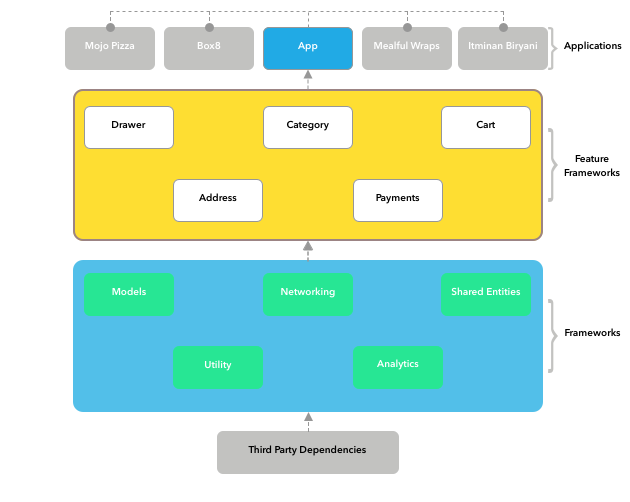 Mojo Pizza
Box8
App
Mealful Wraps
Itminan Biryani
Applications
Drawer
Category
Cart
Address
Payments
Feature
Frameworks
Models
Networking
Shared Entities
Utility
Analytics
Frameworks
Third Party Dependencies